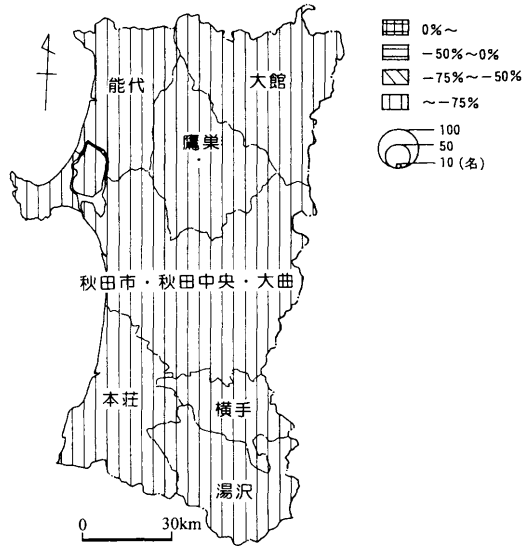 0%～
-50%～0%
-75%～-50%
～-75%
100
50
10 (名)
能代
大館
鷹巣
秋田市・秋田中央・大曲
本荘
横手
湯沢
0 30km